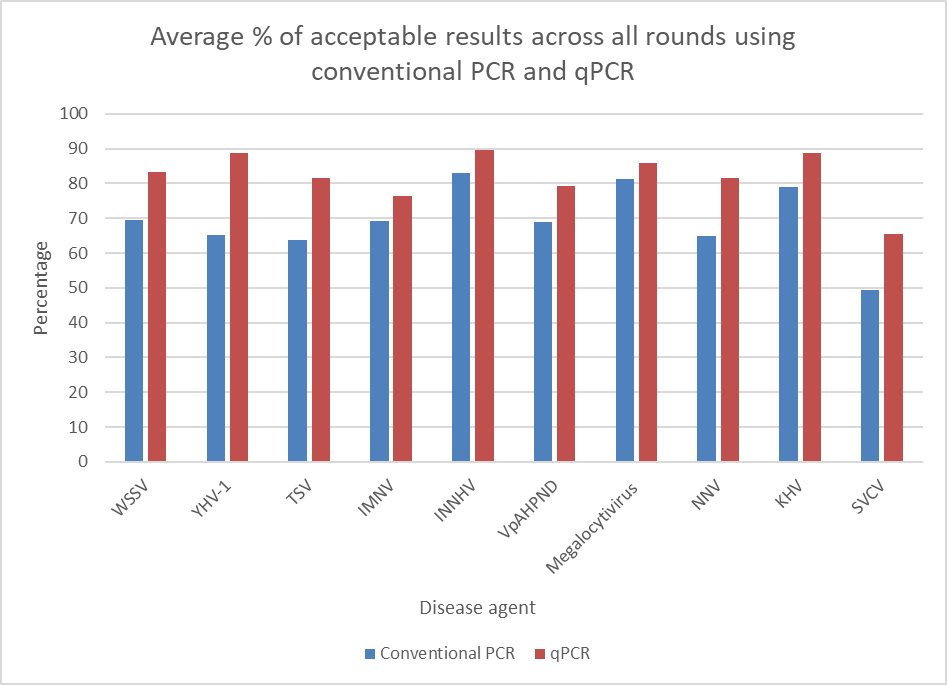 Average % of acceptable results across all rounds using
conventional PCR and qPCR
100
90
80
70
60
50
40
30
20
10
0
Percentage
WSSV
YHV-1
TSV
IMNV
INNHV
VpAHPND
Megalocytivirus
NNV
KHV
SVCV
Disease agent
Conventional PCR
qPCR